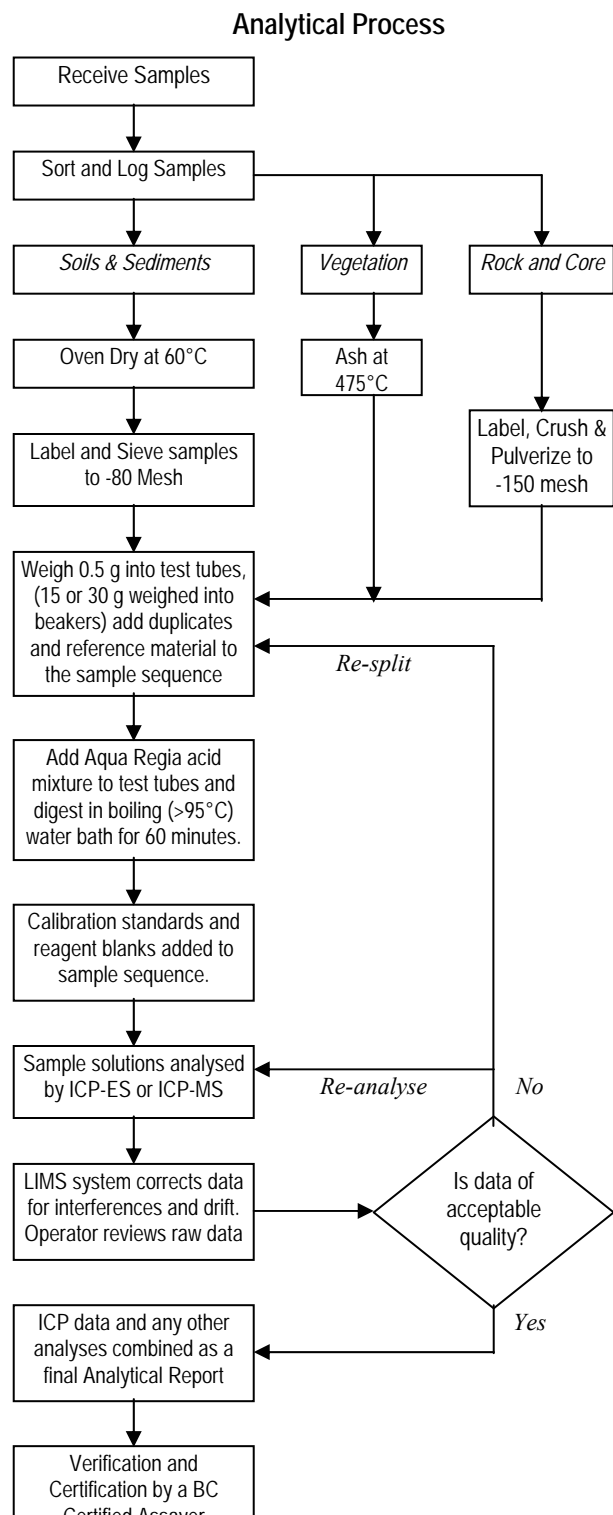 Analytical Process
Receive Samples
Sort and Log Samples
Soils & Sediments
Vegetation
Rock and Core
Oven Dry at 60°C
Ash at
475°C
Label, Crush &
Pulverize to
-150 mesh
Label and Sieve samples
to -80 Mesh
Weigh 0.5 g into test tubes,
(15 or 30 g weighed into
beakers) add duplicates
and reference material to
the sample sequence
Re-split
Add Aqua Regia acid
mixture to test tubes and
digest in boiling (>95°C)
water bath for 60 minutes.
Calibration standards and
reagent blanks added to
sample sequence.
Sample solutions analysed
by ICP-ES or ICP-MS
Re-analyse
No
LIMS system corrects data
for interferences and drift.
Operator reviews raw data
Is data of
acceptable
quality?
Yes
ICP data and any other
analyses combined as a
final Analytical Report
Verification and
Certification by a BC
Certified Assayer